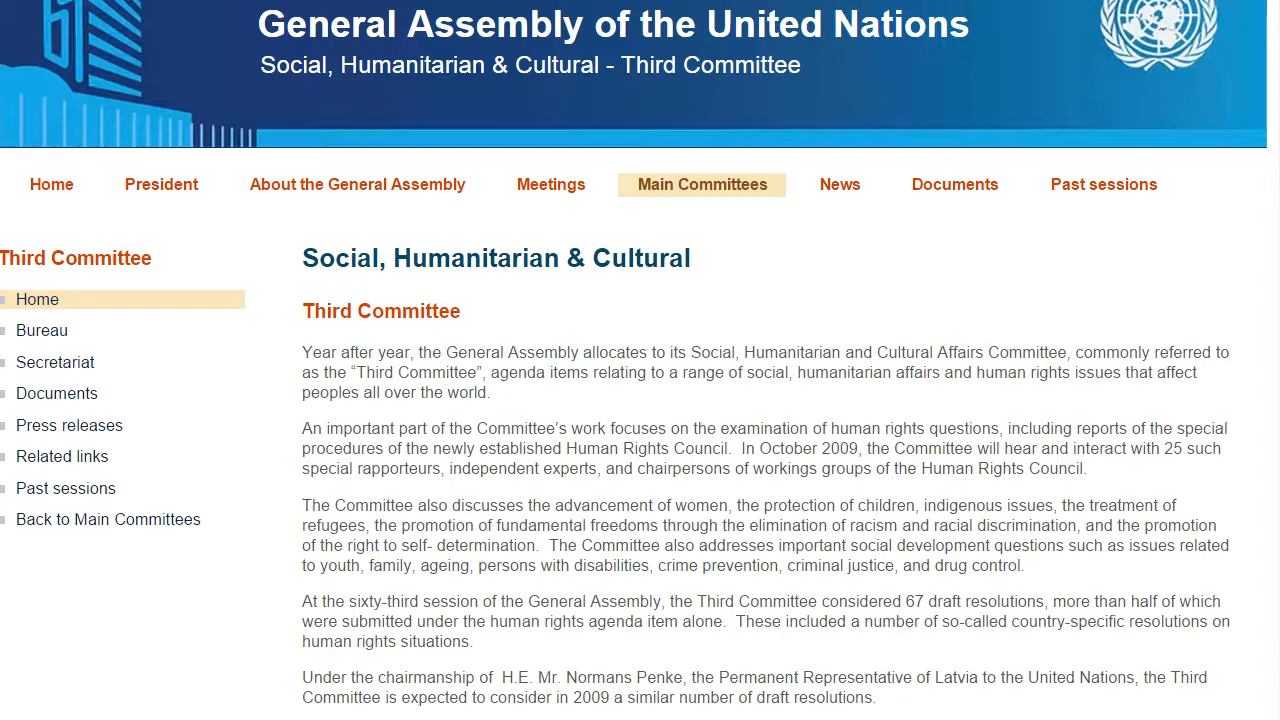 General Assembly of the United Nations
Social, Humanitarian & Cultural - Third Committee
Home President About the General Assembly Meetings Main Committees News Documents Past sessions
Third Committee
Home
Bureau
Secretariat
Documents
Press releases
Related links
Past sessions
Back to Main Committees
Social, Humanitarian & Cultural
Third Committee
Year after year, the General Assembly allocates to its Social, Humanitarian and Cultural Affairs Committee, commonly referred to
as the “Third Committee”, agenda items relating to a range of social, humanitarian affairs and human rights issues that affect
peoples all over the world.
An important part of the Committee’s work focuses on the examination of human rights questions, including reports of the special
procedures of the newly established Human Rights Council.  In October 2009, the Committee will hear and interact with 25 such
special rapporteurs, independent experts, and chairpersons of workings groups of the Human Rights Council.
The Committee also discusses the advancement of women, the protection of children, indigenous issues, the treatment of
refugees, the promotion of fundamental freedoms through the elimination of racism and racial discrimination, and the promotion
of the right to self- determination.  The Committee also addresses important social development questions such as issues related
to youth, family, ageing, persons with disabilities, crime prevention, criminal justice, and drug control.
At the sixty-third session of the General Assembly, the Third Committee considered 67 draft resolutions, more than half of which
were submitted under the human rights agenda item alone.  These included a number of so-called country-specific resolutions on
human rights situations.
Under the chairmanship of  H.E. Mr. Normans Penke, the Permanent Representative of Latvia to the United Nations, the Third
Committee is expected to consider in 2009 a similar number of draft resolutions.